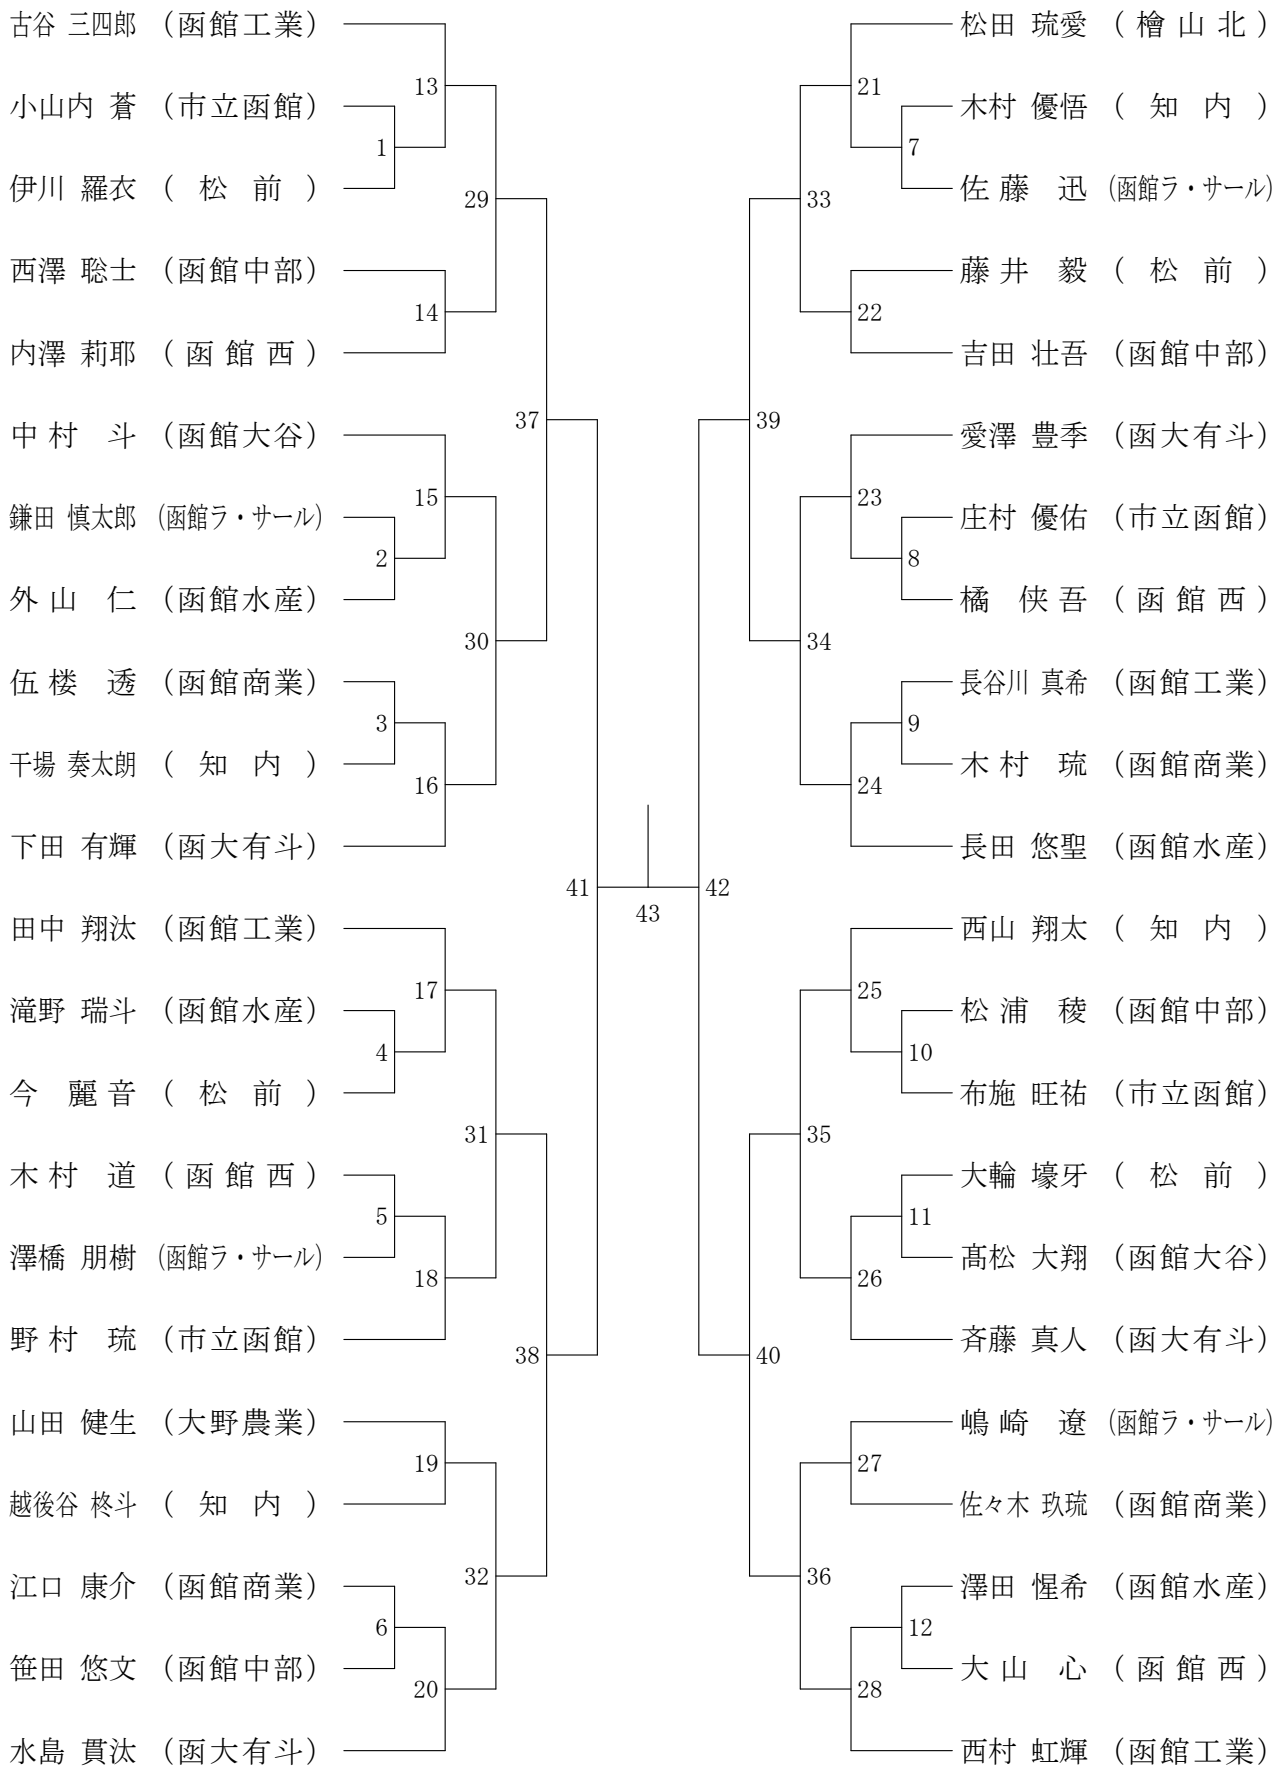 古谷 三四郎 (函館工業)
小山内 蒼 (市立函館)
伊川 羅衣 ( 松 前 )
西澤 聡士 (函館中部)
内澤 莉耶 ( 函 館 西 )
中 村 斗 (函館大谷)
鎌田 慎太郎 (函館ラ・サール)
外 山 仁 (函館水産)
伍 楼 透 (函館商業)
干場 奏太朗 ( 知 内 )
下田 有輝 (函大有斗)
田中 翔汰 (函館工業)
滝野 瑞斗 (函館水産)
今 麗 音 ( 松 前 )
木 村 道 ( 函 館 西 )
澤橋 朋樹 (函館ラ・サール)
野 村 琉 (市立函館)
山田 健生 (大野農業)
越後谷 柊斗 ( 知 内 )
江口 康介 (函館商業)
笹田 悠文 (函館中部)
水島 貫汰 (函大有斗)
1
2
3
4
5
6
13
14
15
16
17
18
19
20
29
30
31
32
37
38
41
43
42
39
40
33
34
35
36
21
22
23
24
25
26
27
28
7
8
9
10
11
12
松田 琉愛 ( 檜 山 北 )
木村 優悟 ( 知 内 )
佐 藤 迅 (函館ラ・サール)
藤 井 毅 ( 松 前 )
吉田 壮吾 (函館中部)
愛澤 豊季 (函大有斗)
庄村 優佑 (市立函館)
橘 侠 吾 ( 函 館 西 )
長谷川 真希 (函館工業)
木 村 琉 (函館商業)
長田 悠聖 (函館水産)
西山 翔太 ( 知 内 )
松 浦 稜 (函館中部)
布施 旺祐 (市立函館)
大輪 壕牙 ( 松 前 )
髙松 大翔 (函館大谷)
斉藤 真人 (函大有斗)
嶋 崎 遼 (函館ラ・サール)
佐々木 玖琉 (函館商業)
澤田 惺希 (函館水産)
大 山 心 ( 函 館 西 )
西村 虹輝 (函館工業)